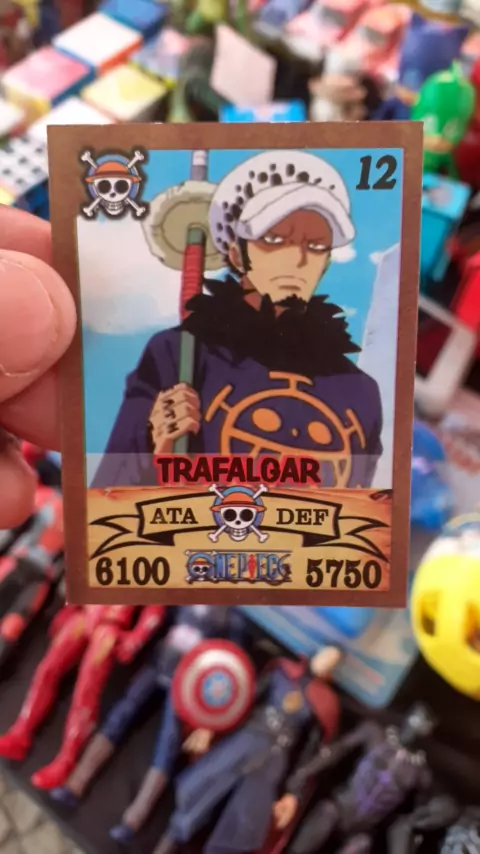 12
TRAFALGAR
ATA DEF
6100 ONE PIECE 5750